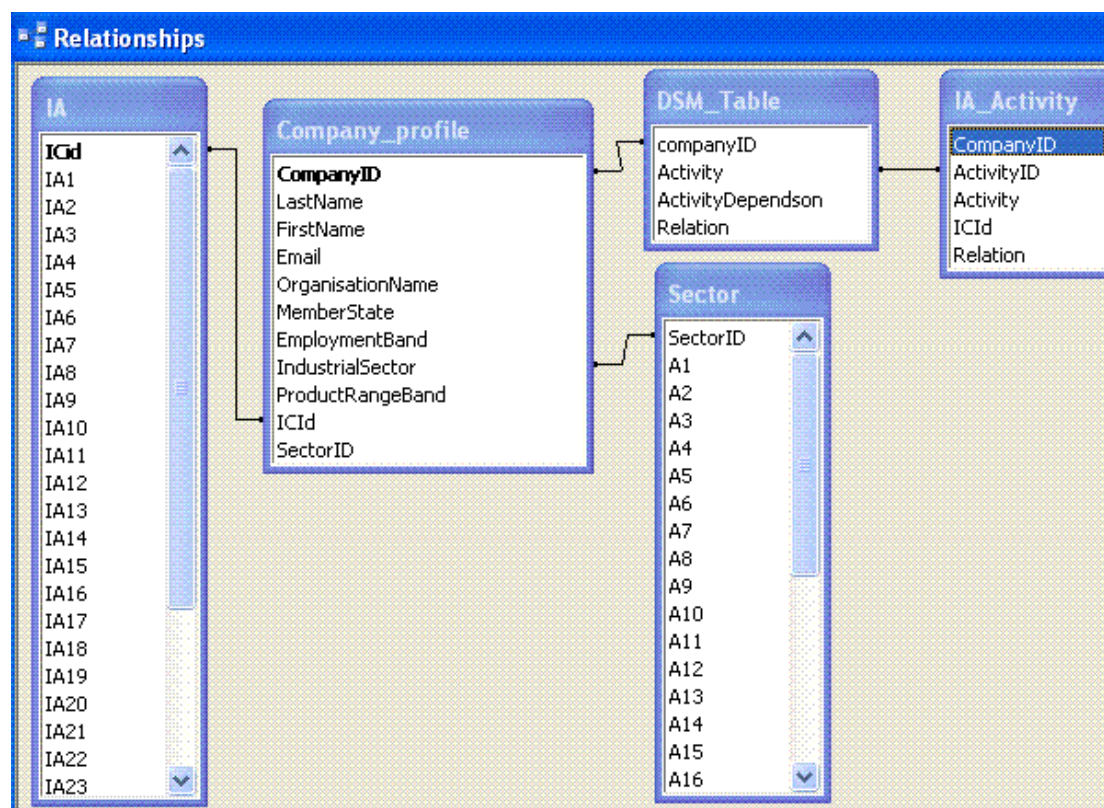 Relationships
IA
ICid
IA1
IA2
IA3
IA4
IA5
IA6
IA7
IA8
IA9
IA10
IA11
IA12
IA13
IA14
IA15
IA16
IA17
IA18
IA19
IA20
IA21
IA22
IA23
Company_profile
CompanyID
LastName
FirstName
Email
OrganisationName
MemberState
EmploymentBand
IndustrialSector
ProductRangeBand
ICId
SectorID
DSM_Table
companyID
Activity
ActivityDependson
Relation
Sector
SectorID
A1
A2
A3
A4
A5
A6
A7
A8
A9
A10
A11
A12
A13
A14
A15
A16
IA_Activity
CompanyID
ActivityID
Activity
ICId
Relation